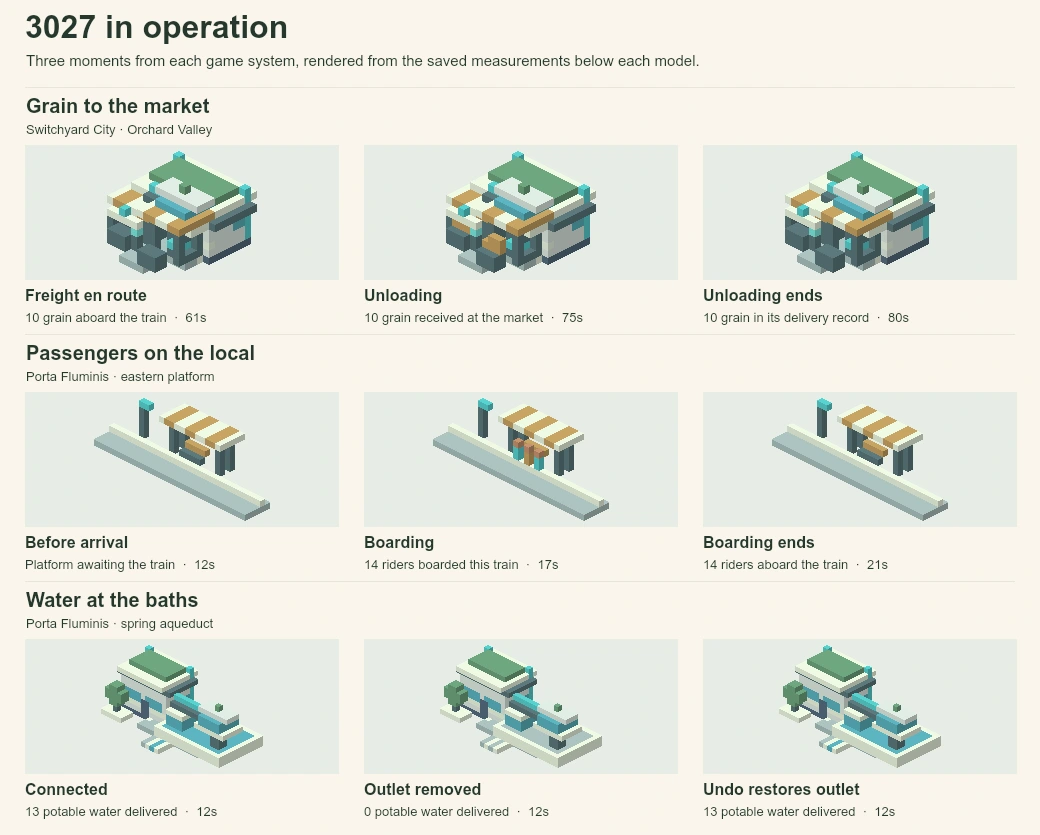 3027 in operation
Three moments from each game system, rendered from the saved measurements below each model.
Grain to the market
Switchyard City · Orchard Valley
Freight en route
10 grain aboard the train · 61s
Unloading
10 grain received at the market · 75s
Unloading ends
10 grain in its delivery record · 80s
Passengers on the local
Porta Fluminis · eastern platform
Before arrival
Platform awaiting the train · 12s
Boarding
14 riders boarded this train · 17s
Boarding ends
14 riders aboard the train · 21s
Water at the baths
Porta Fluminis · spring aqueduct
Connected
13 potable water delivered · 12s
Outlet removed
0 potable water delivered · 12s
Undo restores outlet
13 potable water delivered · 12s